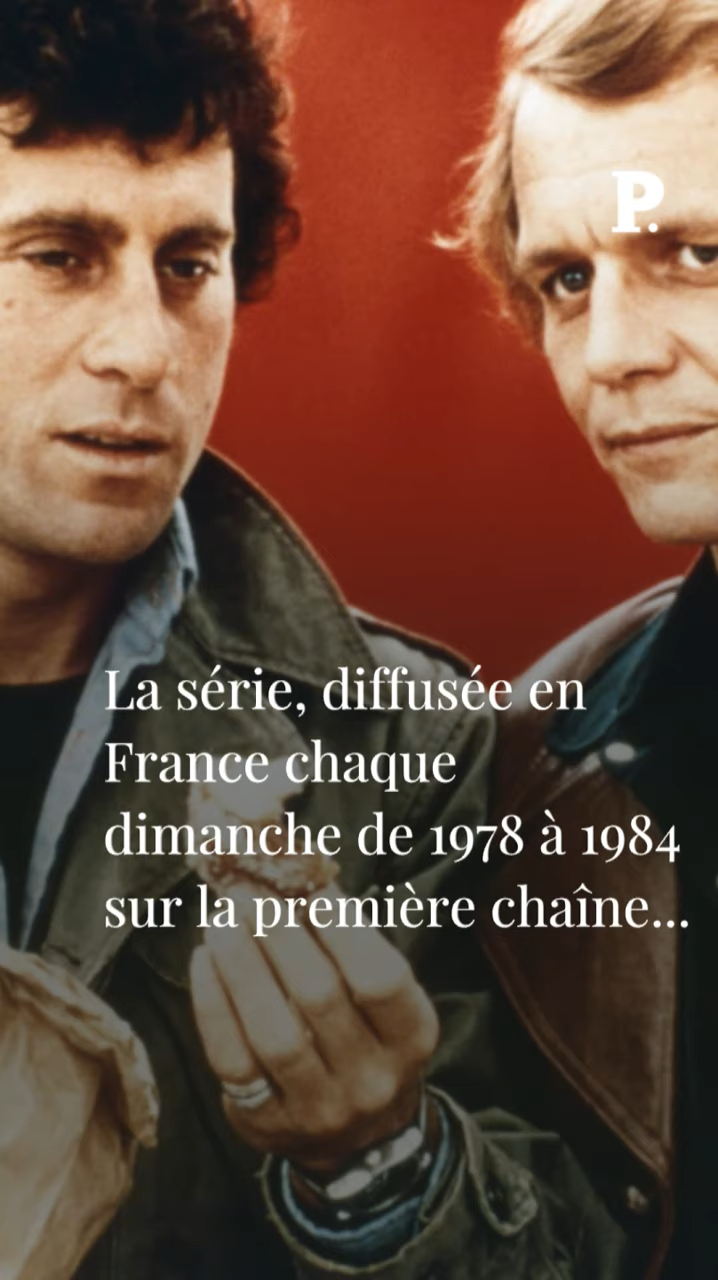 P.
La série, diffusée en
France chaque
dimanche de 1978 à 1984
sur la première chaîne...